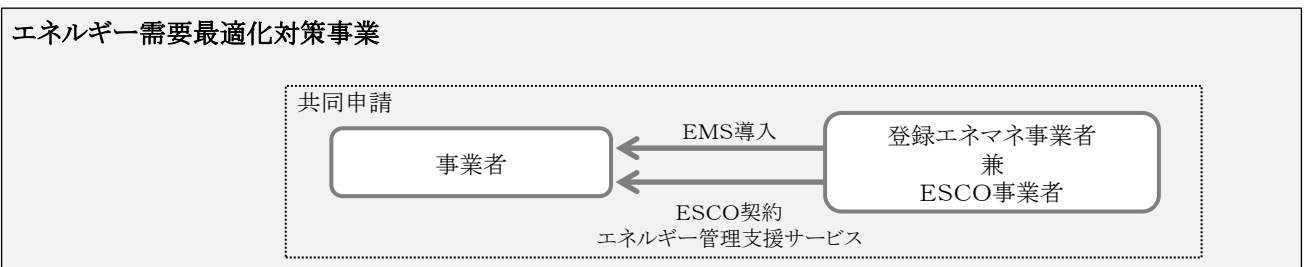 エネルギー需要最適化対策事業
共同申請
事業者
EMS導入
登録エネマネ事業者
兼
ESCO事業者
ESCO契約
エネルギー管理支援サービス